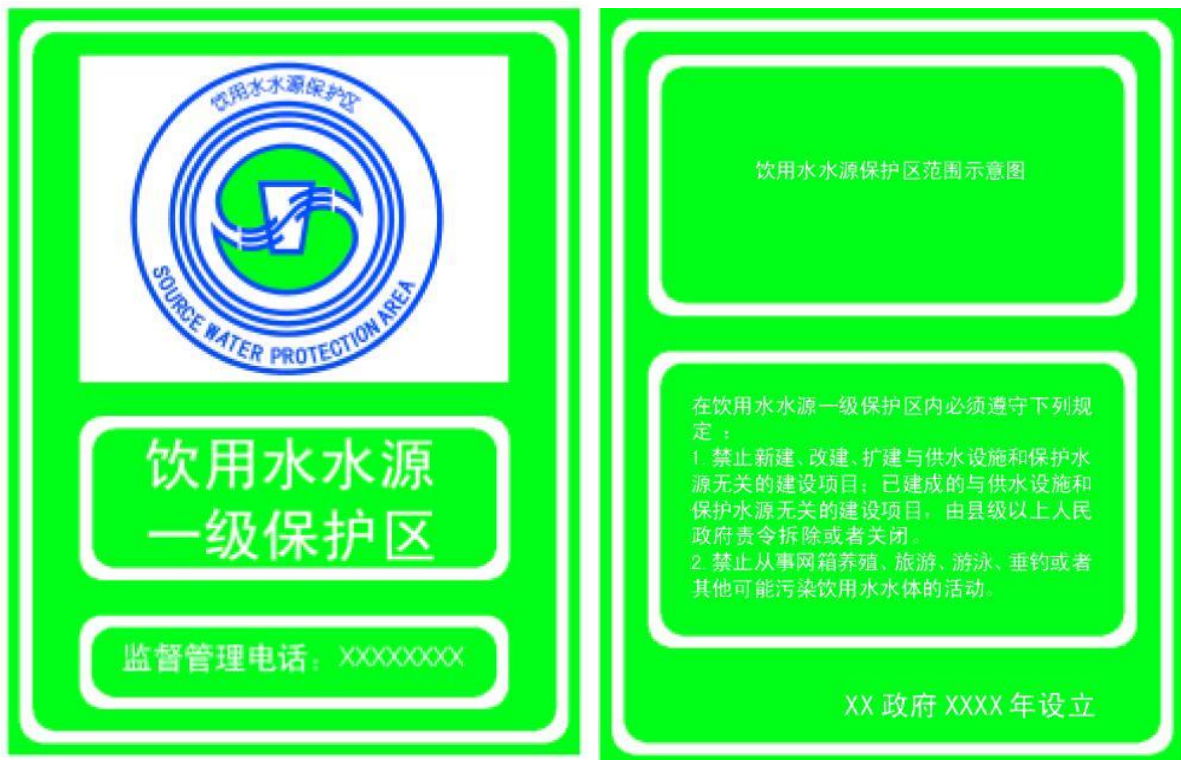 饮用水水源保护区
SOURCE WATER PROTECTION AREA
饮用水水源
一级保护区
监督管理电话：XXXXXXXX
饮用水水源保护区范围示意图
在饮用水水源一级保护区内必须遵守下列规
定：
1.禁止新建、改建、扩建与供水设施和保护水
源无关的建设项目；已建成的与供水设施和
保护水源无关的建设项目，由县级以上人民
政府责令拆除或者关闭。
2.禁止从事网箱养殖、旅游、游泳、垂钓或者
其他可能污染饮用水水体的活动。
XX政府XXXX年设立